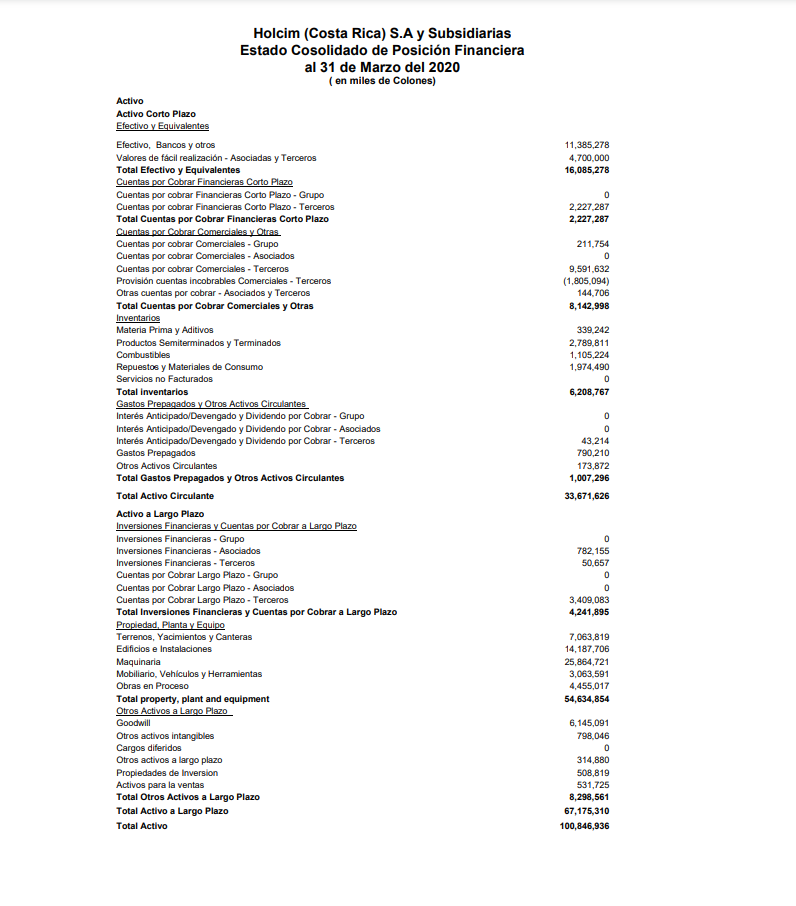 Holcim (Costa Rica) S.A y Subsidiarias
Estado Cosolidado de Posición Financiera
al 31 de Marzo del 2020
( en miles de Colones)
Activo
Activo Corto Plazo
Efectivo y Equivalentes
Efectivo, Bancos y otros 11,385,278
Valores de fácil realización - Asociadas y Terceros 4,700,000
Total Efectivo y Equivalentes 16,085,278
Cuentas por Cobrar Financieras Corto Plazo
Cuentas por cobrar Financieras Corto Plazo - Grupo 0
Cuentas por cobrar Financieras Corto Plazo - Terceros 2,227,287
Total Cuentas por Cobrar Financieras Corto Plazo 2,227,287
Cuentas por Cobrar Comerciales y Otras
Cuentas por cobrar Comerciales - Grupo 211,754
Cuentas por cobrar Comerciales - Asociados 0
Cuentas por cobrar Comerciales - Terceros 9,591,632
Provisión cuentas incobrables Comerciales - Terceros (1,805,094)
Otras cuentas por cobrar - Asociados y Terceros 144,706
Total Cuentas por Cobrar Comerciales y Otras 8,142,998
Inventarios
Materia Prima y Aditivos 339,242
Productos Semiterminados y Terminados 2,789,811
Combustibles 1,105,224
Repuestos y Materiales de Consumo 1,974,490
Servicios no Facturados 0
Total inventarios 6,208,767
Gastos Prepagados y Otros Activos Circulantes
Interés Anticipado/Devengado y Dividendo por Cobrar - Grupo 0
Interés Anticipado/Devengado y Dividendo por Cobrar - Asociados 0
Interés Anticipado/Devengado y Dividendo por Cobrar - Terceros 43,214
Gastos Prepagados 790,210
Otros Activos Circulantes 173,872
Total Gastos Prepagados y Otros Activos Circulantes 1,007,296
Total Activo Circulante 33,671,626
Activo a Largo Plazo
Inversiones Financieras y Cuentas por Cobrar a Largo Plazo
Inversiones Financieras - Grupo 0
Inversiones Financieras - Asociados 782,155
Inversiones Financieras - Terceros 50,657
Cuentas por Cobrar Largo Plazo - Grupo 0
Cuentas por Cobrar Largo Plazo - Asociados 0
Cuentas por Cobrar Largo Plazo - Terceros 3,409,083
Total Inversiones Financieras y Cuentas por Cobrar a Largo Plazo 4,241,895
Propiedad, Planta y Equipo
Terrenos, Yacimientos y Canteras 7,063,819
Edificios e Instalaciones 14,187,706
Maquinaria 25,864,721
Mobiliario, Vehículos y Herramientas 3,063,591
Obras en Proceso 4,455,017
Total property, plant and equipment 54,634,854
Otros Activos a Largo Plazo
Goodwill 6,145,091
Otros activos intangibles 798,046
Cargos diferidos 0
Otros activos a largo plazo 314,880
Propiedades de Inversion 508,819
Activos para la ventas 531,725
Total Otros Activos a Largo Plazo 8,298,561
Total Activo a Largo Plazo 67,175,310
Total Activo 100,846,936